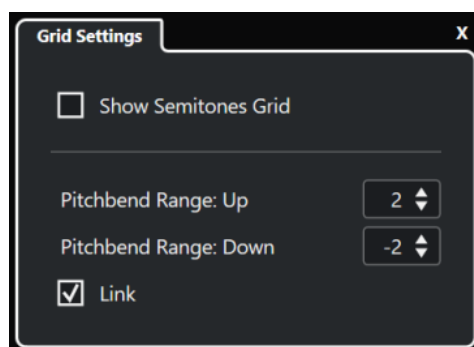 Grid Settings X
Show Semitones Grid
Pitchbend Range: Up 2
Pitchbend Range: Down -2
Link